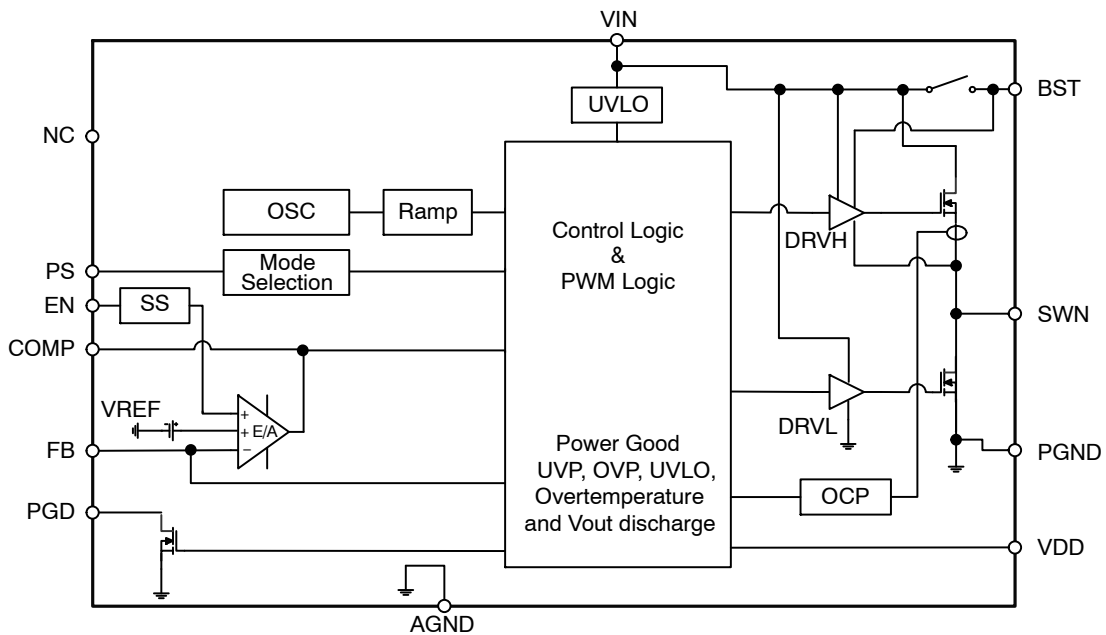 VIN
BST
UVLO
NC
OSC
Ramp
Control Logic
&
PWM Logic
DRVH
PS
Mode
Selection
EN
SS
SWN
COMP
VREF
+
+ E/A
−
DRVL
FB
Power Good
UVP, OVP, UVLO,
Overtemperature
and Vout discharge
PGND
OCP
PGD
VDD
AGND